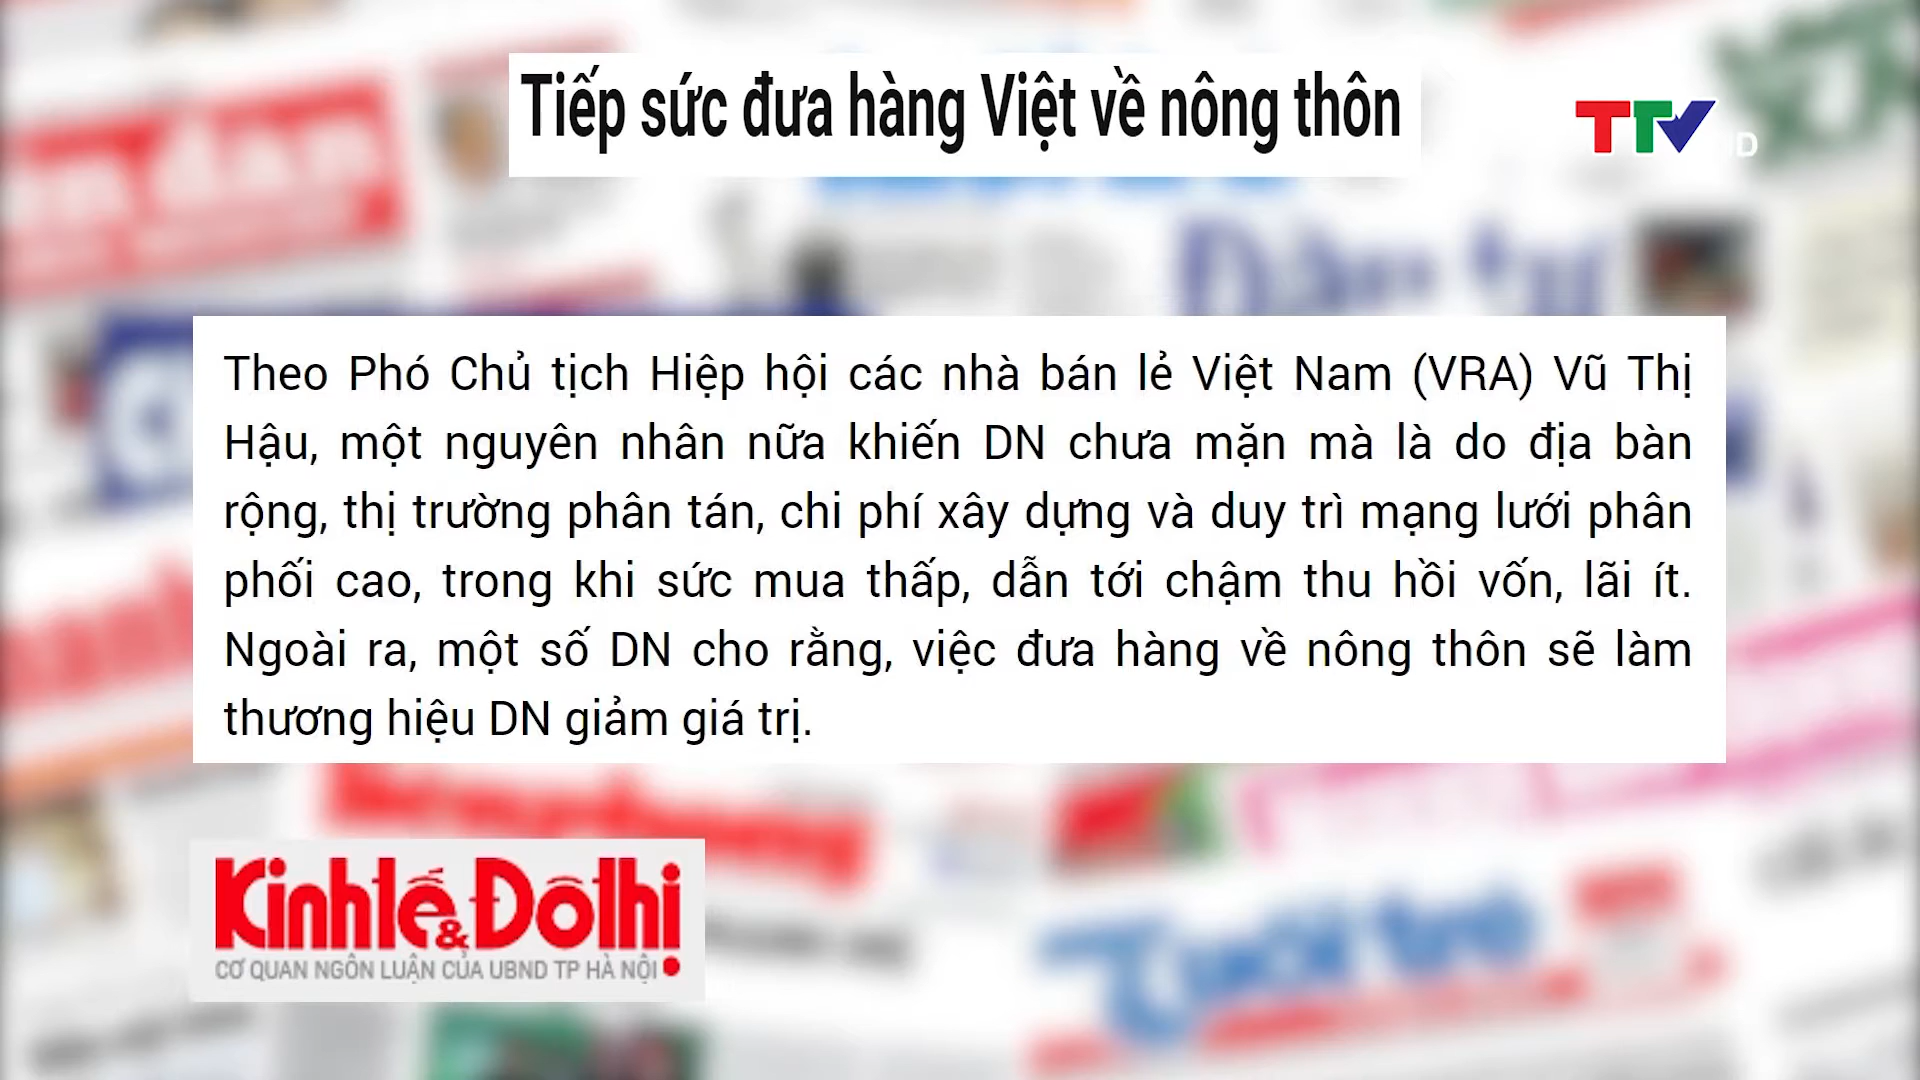 Tiếp sức đưa hàng Việt về nông thôn
TTV
Theo Phó Chủ tịch Hiệp hội các nhà bán lẻ Việt Nam (VRA) Vũ Thị
Hậu, một nguyên nhân nữa khiến DN chưa mặn mà là do địa bàn
rộng, thị trường phân tán, chi phí xây dựng và duy trì mạng lưới phân
phối cao, trong khi sức mua thấp, dẫn tới chậm thu hồi vốn, lãi ít.
Ngoài ra, một số DN cho rằng, việc đưa hàng về nông thôn sẽ làm
thương hiệu DN giảm giá trị.
Kinhtế&Đôthị
CƠ QUAN NGÔN LUẬN CỦA UBND TP HÀ NỘI
Tuổi trẻ